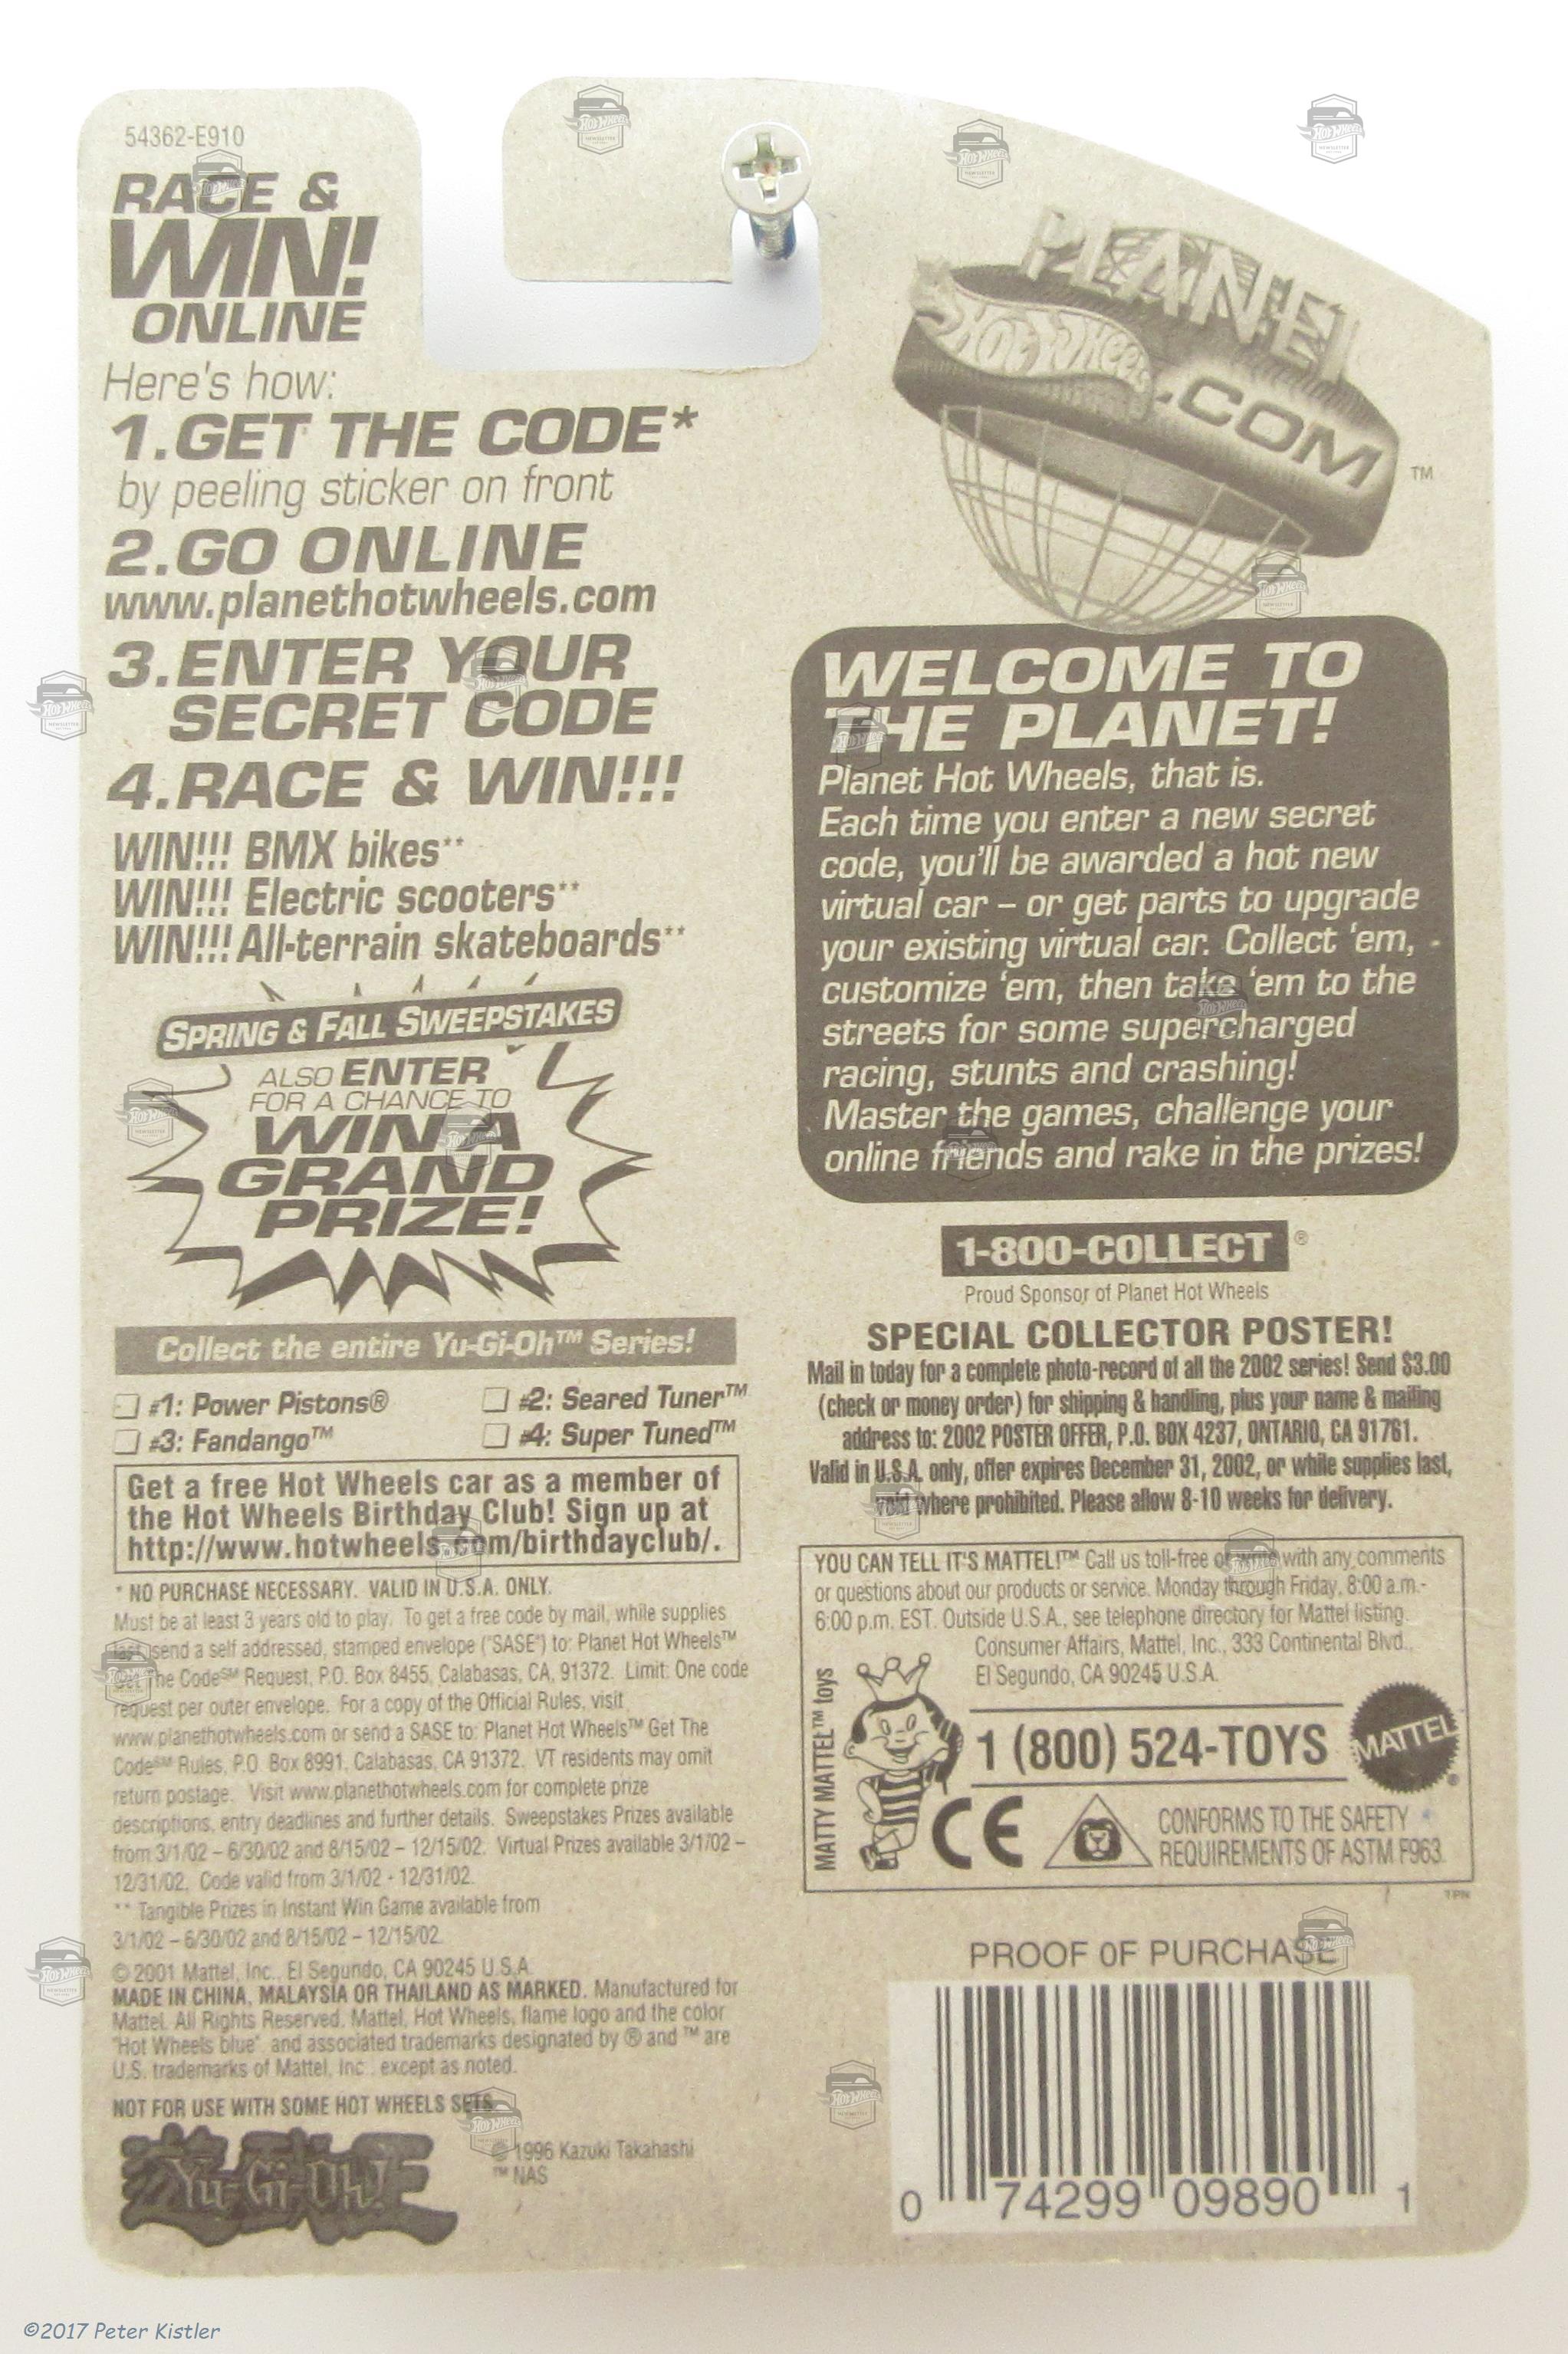 54362-E910
RACE &
WIN!
ONLINE
Here's how:
1.GET THE CODE*
by peeling sticker on front
2.GO ONLINE
www.planethotwheels.com
3.ENTER YOUR
SECRET CODE
4.RACE & WIN!!!
WIN!!! BMX bikes**
WIN!!! Electric scooters**
WIN!!! All-terrain skateboards**
SPRING & FALL SWEEPSTAKES
ALSO ENTER
FOR A CHANCE TO
WIN A
GRAND
PRIZE!
Collect the entire Yu-Gi-Oh™ Series!
#1: Power Pistons®
#2: Seared Tuner™
#3: Fandango™
#4: Super Tuned™
Get a free Hot Wheels car as a member of
the Hot Wheels Birthday Club! Sign up at
http://www.hotwheels.com/birthdayclub/.
* NO PURCHASE NECESSARY. VALID IN U.S.A. ONLY.
Must be at least 3 years old to play. To get a free code by mail, while supplies
last, send a self addressed, stamped envelope ("SASE") to: Planet Hot Wheels™
Get The Code℠ Request, P.O. Box 8455, Calabasas, CA, 91372. Limit: One code
request per outer envelope. For a copy of the Official Rules, visit
www.planethotwheels.com or send a SASE to: Planet Hot Wheels™ Get The
Code℠ Rules, P.O. Box 8991, Calabasas, CA 91372. VT residents may omit
return postage. Visit www.planethotwheels.com for complete prize
descriptions, entry deadlines and further details. Sweepstakes Prizes available
from 3/1/02 – 6/30/02 and 8/15/02 – 12/15/02. Virtual Prizes available 3/1/02 –
12/31/02. Code valid from 3/1/02 - 12/31/02.
** Tangible Prizes in Instant Win Game available from
3/1/02 – 6/30/02 and 8/15/02 – 12/15/02.
© 2001 Mattel, Inc., El Segundo, CA 90245 U.S.A.
MADE IN CHINA, MALAYSIA OR THAILAND AS MARKED. Manufactured for
Mattel. All Rights Reserved. Mattel, Hot Wheels, flame logo and the color
"Hot Wheels blue" and associated trademarks designated by ® and ™ are
U.S. trademarks of Mattel, Inc., except as noted.
NOT FOR USE WITH SOME HOT WHEELS SETS.
Yu-Gi-Oh!
© 1996 Kazuki Takahashi
™ NAS
PLANET
HOT WHEELS
.COM
™
WELCOME TO
THE PLANET!
Planet Hot Wheels, that is.
Each time you enter a new secret
code, you'll be awarded a hot new
virtual car – or get parts to upgrade
your existing virtual car. Collect 'em,
customize 'em, then take 'em to the
streets for some supercharged
racing, stunts and crashing!
Master the games, challenge your
online friends and rake in the prizes!
1-800-COLLECT®
Proud Sponsor of Planet Hot Wheels
SPECIAL COLLECTOR POSTER!
Mail in today for a complete photo-record of all the 2002 series! Send $3.00
(check or money order) for shipping & handling, plus your name & mailing
address to: 2002 POSTER OFFER, P.O. BOX 4237, ONTARIO, CA 91761.
Valid in U.S.A. only, offer expires December 31, 2002, or while supplies last,
void where prohibited. Please allow 8-10 weeks for delivery.
YOU CAN TELL IT'S MATTEL!™ Call us toll-free or write with any comments
or questions about our products or service. Monday through Friday, 8:00 a.m.-
6:00 p.m. EST. Outside U.S.A., see telephone directory for Mattel listing.
Consumer Affairs, Mattel, Inc., 333 Continental Blvd.,
El Segundo, CA 90245 U.S.A.
MATTY MATTEL™ toys
1 (800) 524-TOYS
MATTEL®
CE
CONFORMS TO THE SAFETY
REQUIREMENTS OF ASTM F963.
TPN
PROOF OF PURCHASE
0 74299 09890 1
©2017 Peter Kistler